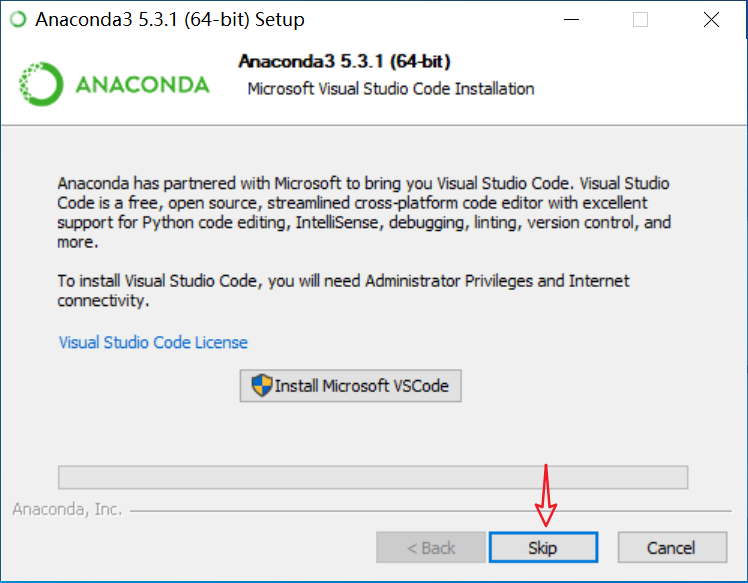 Anaconda3 5.3.1 (64-bit) Setup
ANACONDA
Anaconda3 5.3.1 (64-bit)
Microsoft Visual Studio Code Installation
Anaconda has partnered with Microsoft to bring you Visual Studio Code. Visual Studio
Code is a free, open source, streamlined cross-platform code editor with excellent
support for Python code editing, IntelliSense, debugging, linting, version control, and
more.
To install Visual Studio Code, you will need Administrator Privileges and Internet
connectivity.
Visual Studio Code License
Install Microsoft VSCode
Anaconda, Inc.
< Back
Skip
Cancel